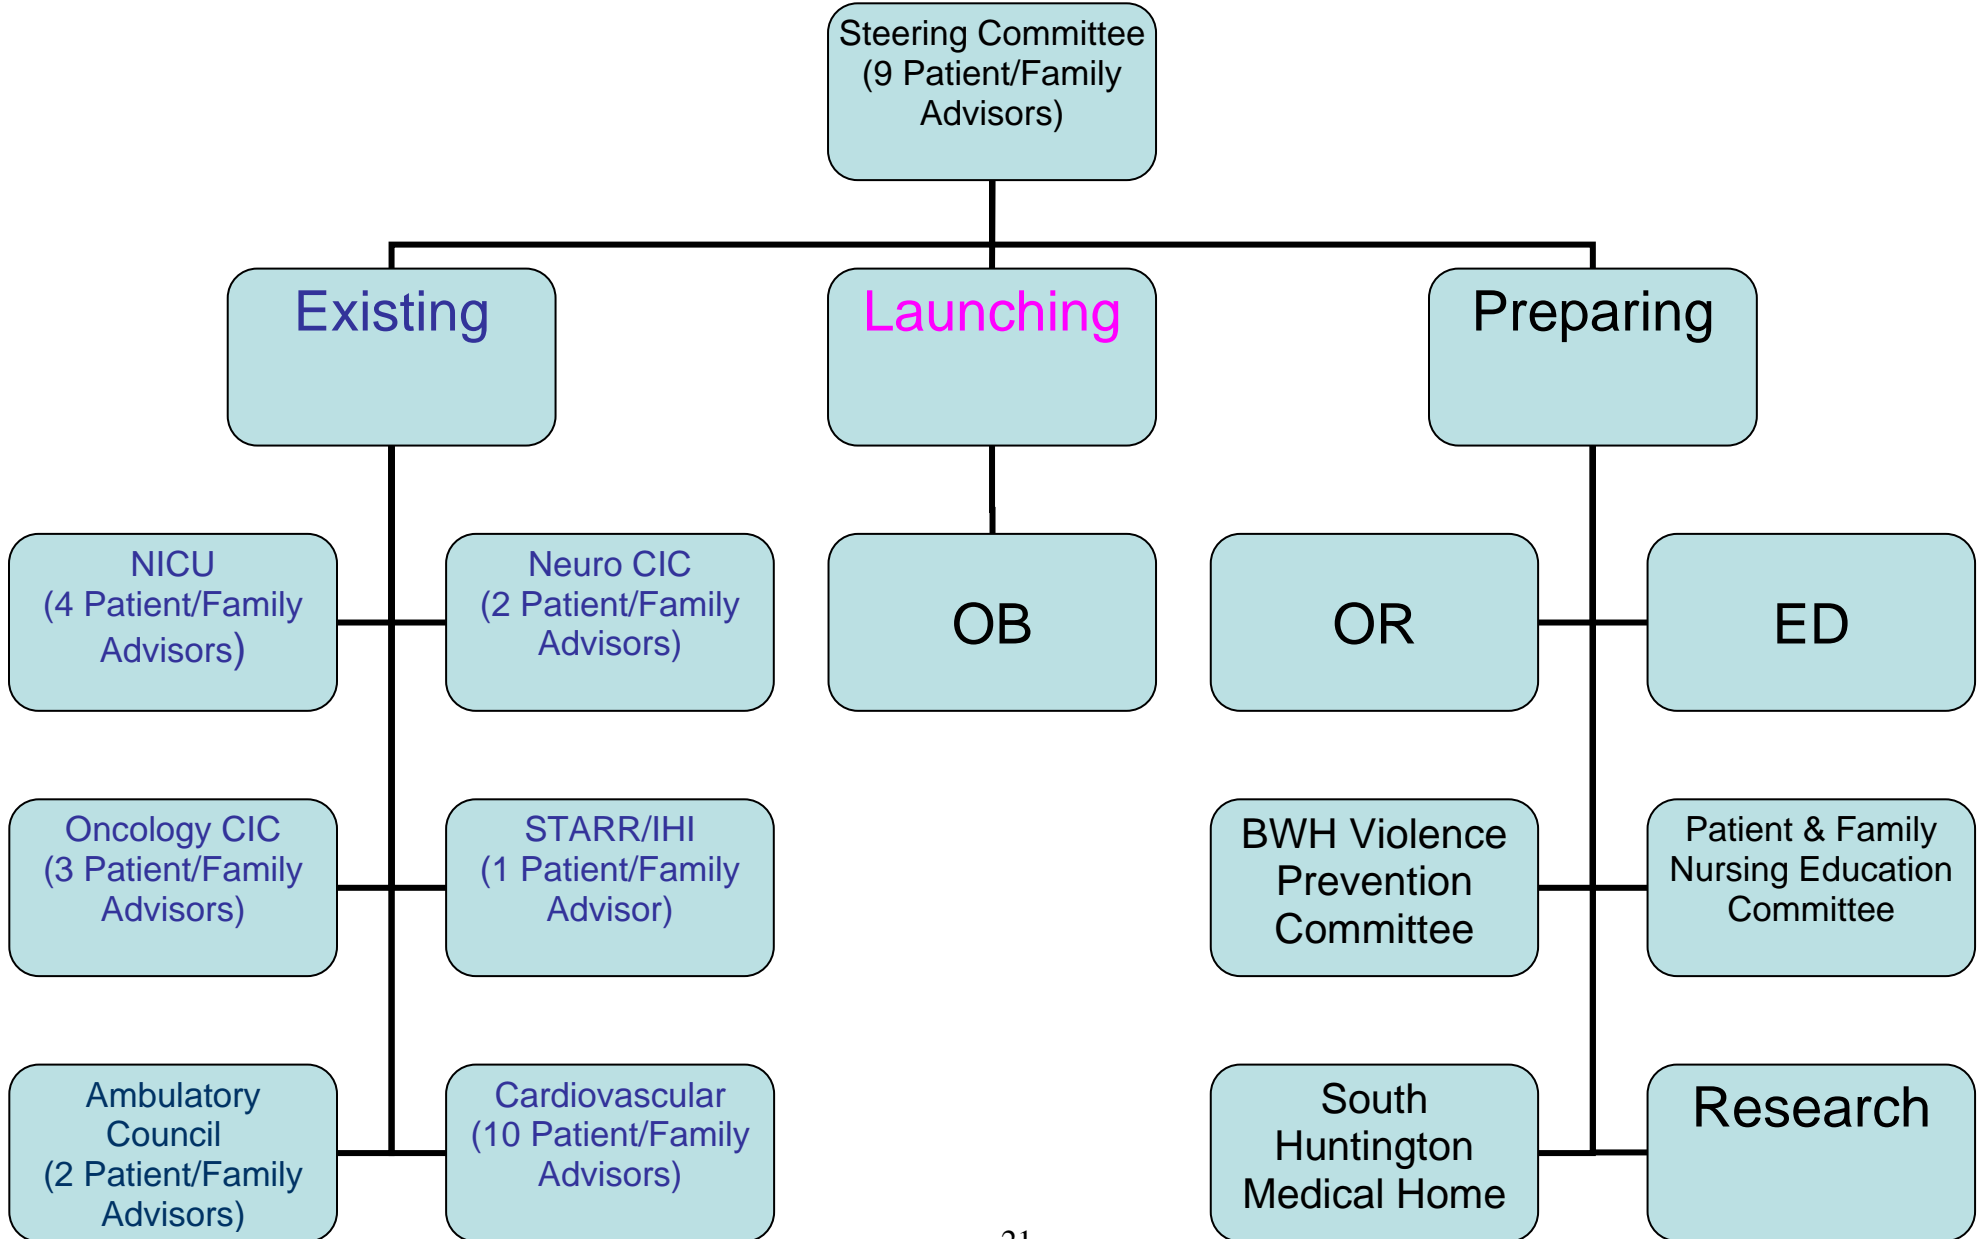 Steering Committee
(9 Patient/Family
Advisors)
Existing
Launching
Preparing
NICU
(4 Patient/Family
Advisors)
Neuro CIC
(2 Patient/Family
Advisors)
OB
OR
ED
Oncology CIC
(3 Patient/Family
Advisors)
STARR/IHI
(1 Patient/Family
Advisor)
BWH Violence
Prevention
Committee
Patient & Family
Nursing Education
Committee
Ambulatory
Council
(2 Patient/Family
Advisors)
Cardiovascular
(10 Patient/Family
Advisors)
South
Huntington
Medical Home
Research
21